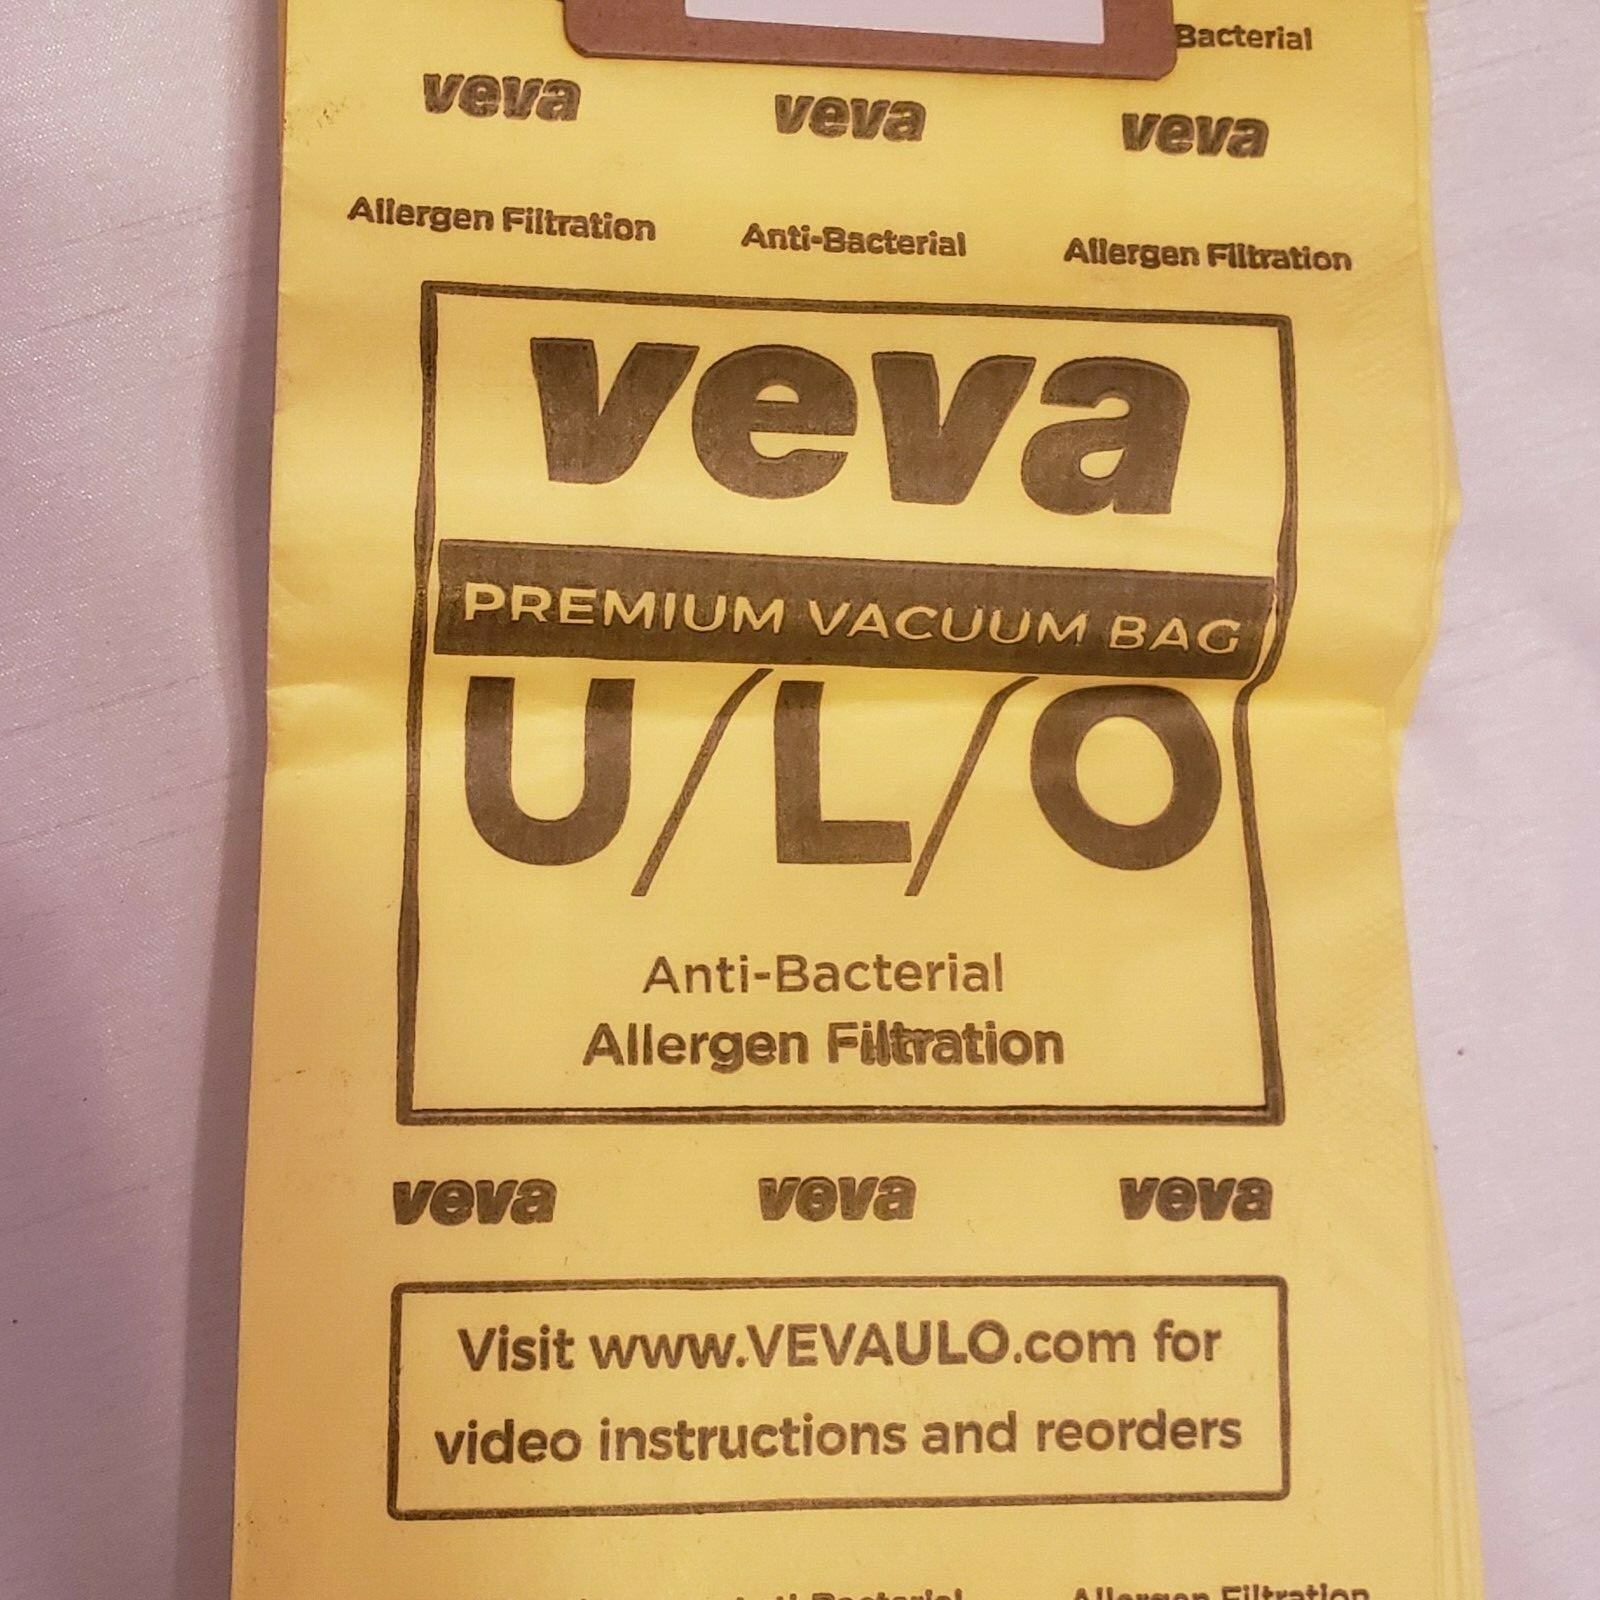 Bacterial
veva veva veva
Allergen Filtration Anti-Bacterial Allergen Filtration
veva
PREMIUM VACUUM BAG
U/L/O
Anti-Bacterial
Allergen Filtration
veva veva veva
Visit www.VEVAULO.com for
video instructions and reorders
Bacterial Allergen Filtration